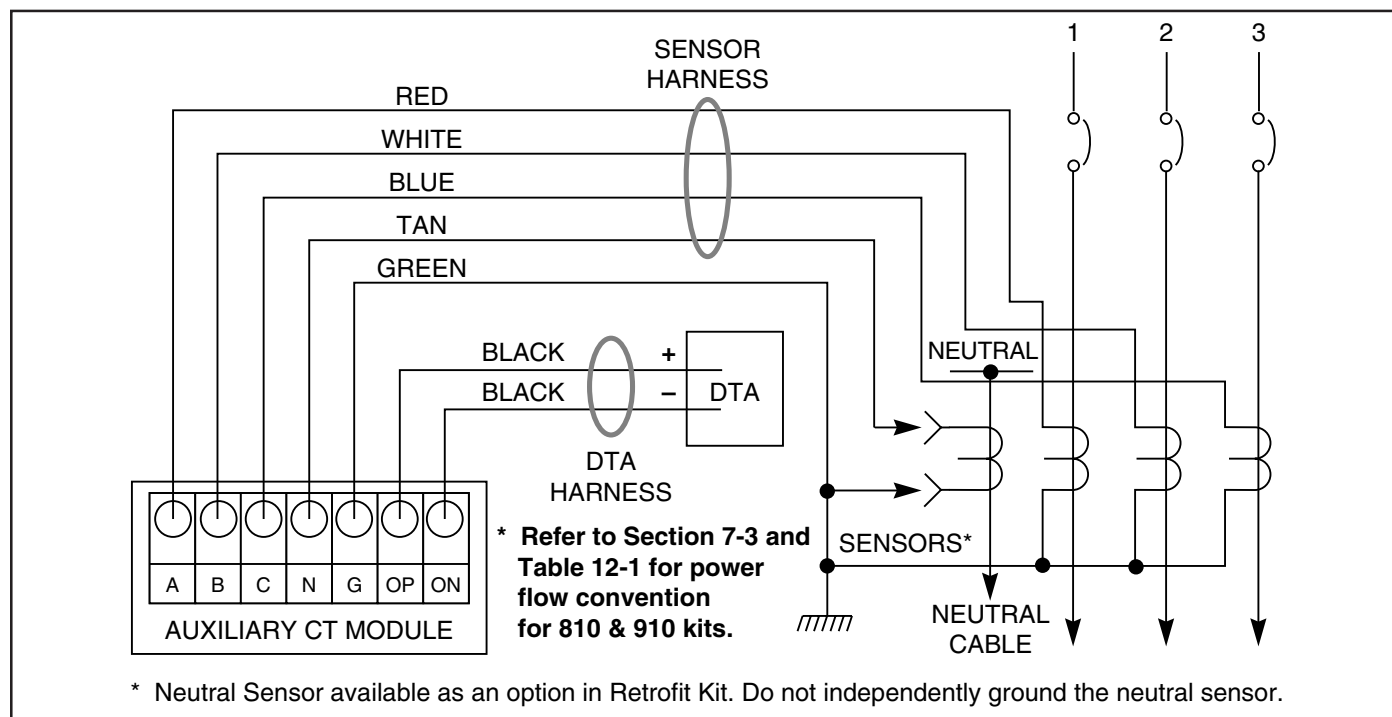 1 2 3
SENSOR
HARNESS
RED
WHITE
BLUE
TAN
GREEN
BLACK +
BLACK –
DTA
NEUTRAL
DTA
HARNESS
* Refer to Section 7-3 and
Table 12-1 for power
flow convention
for 810 & 910 kits.
SENSORS*
NEUTRAL
CABLE
A B C N G OP ON
AUXILIARY CT MODULE
* Neutral Sensor available as an option in Retrofit Kit. Do not independently ground the neutral sensor.